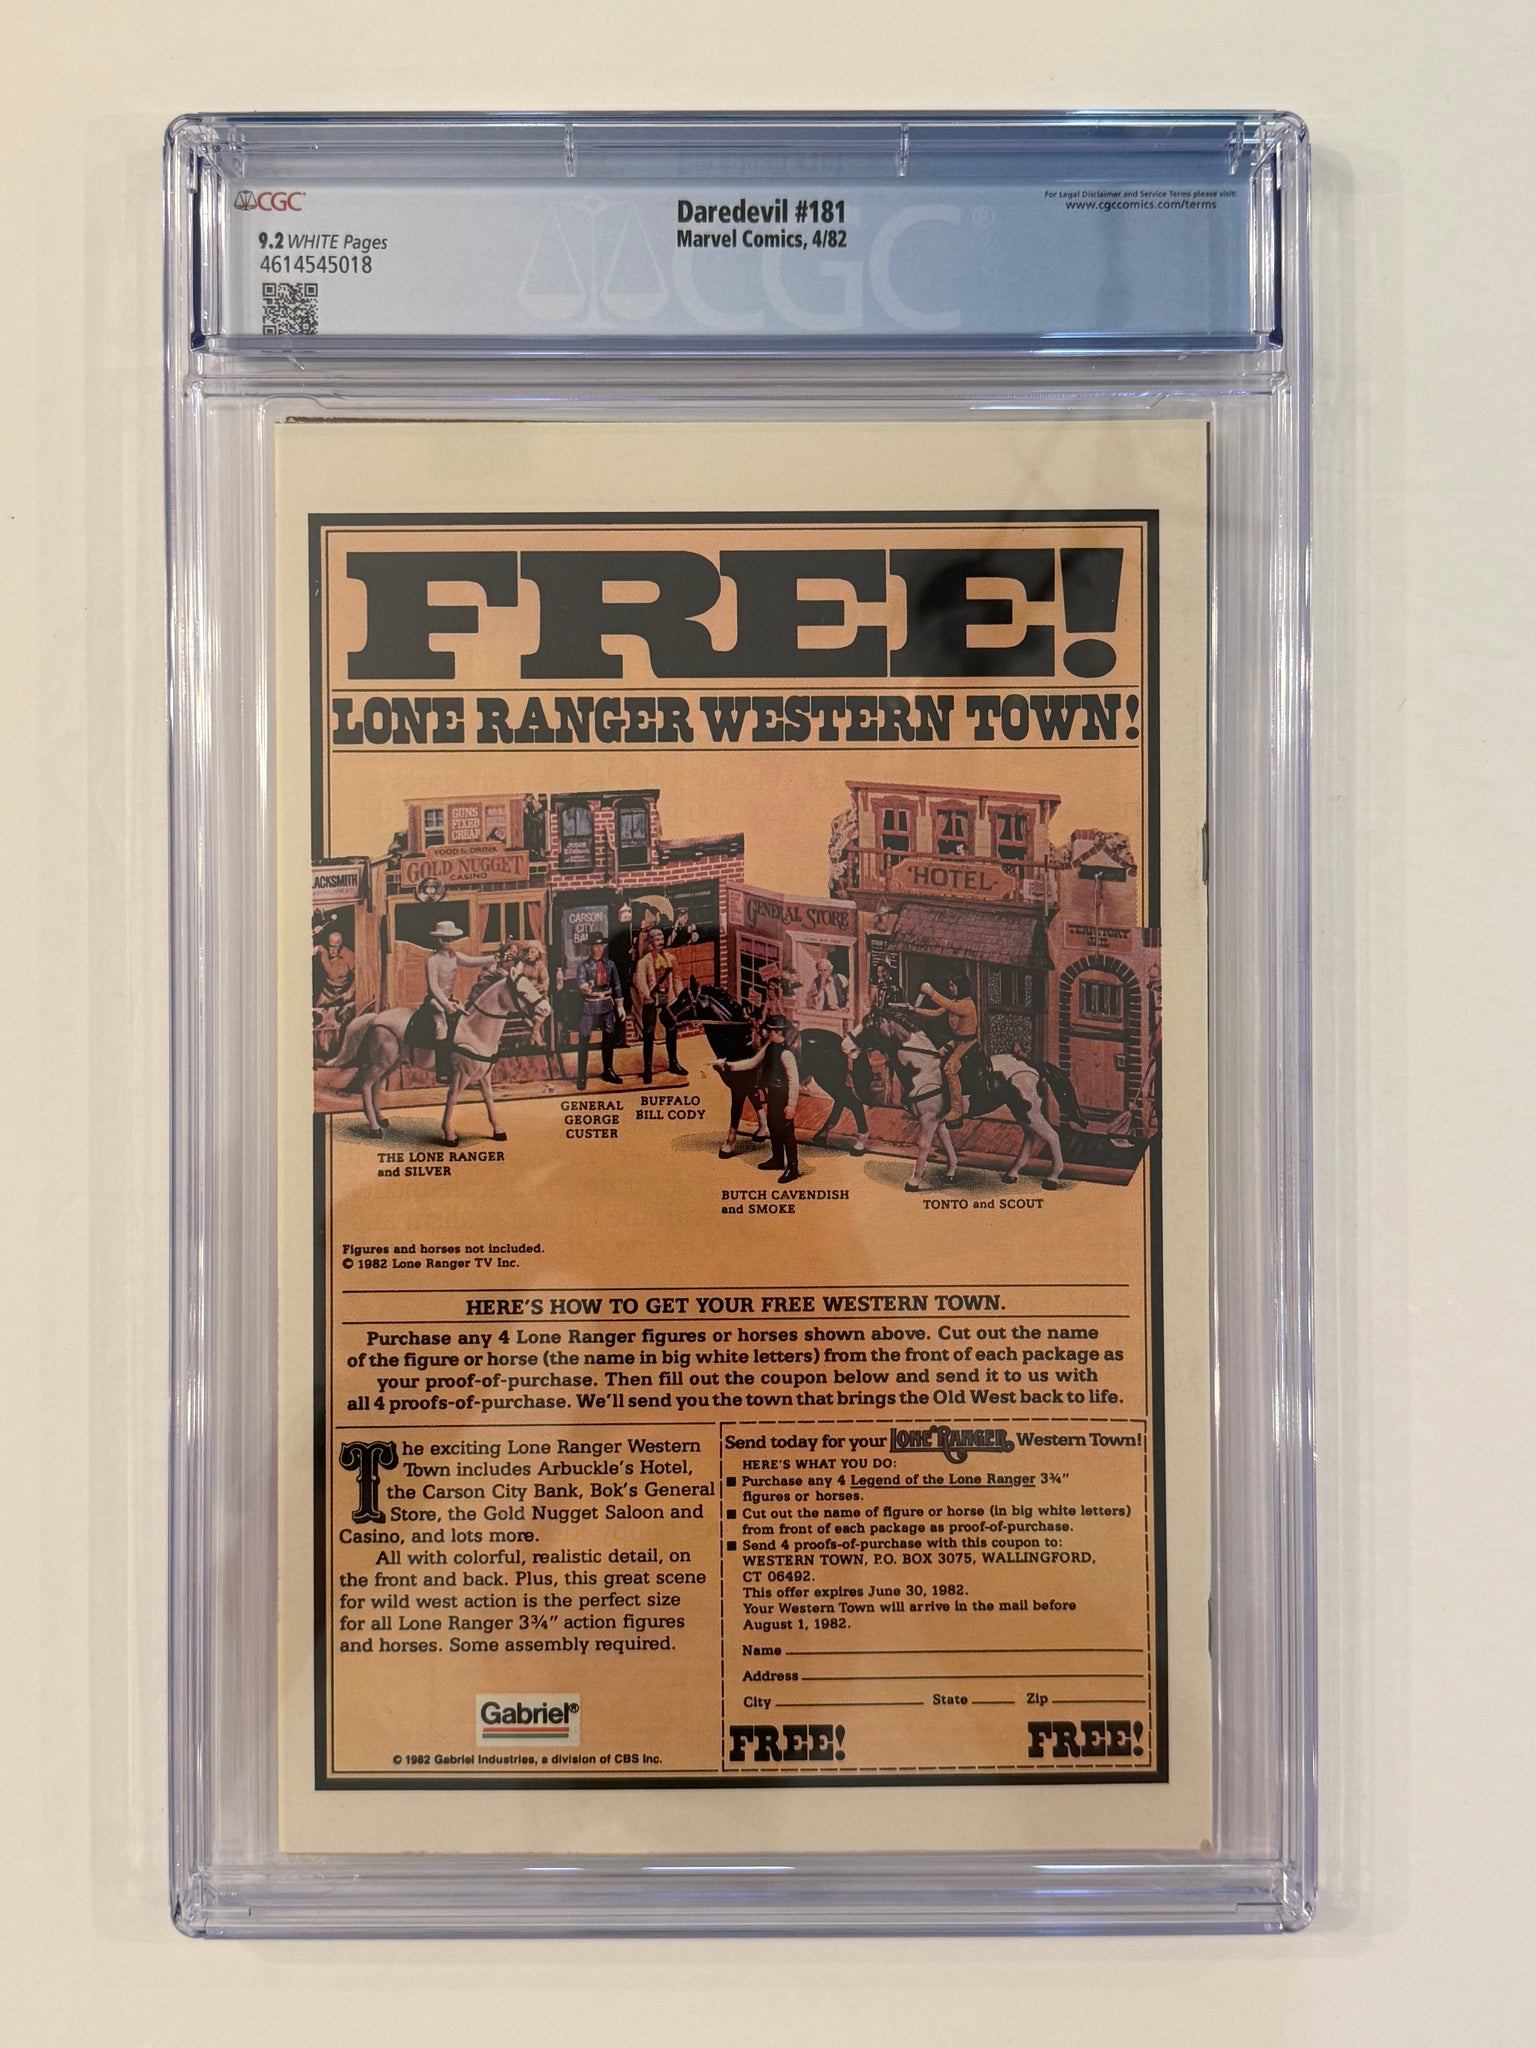 CGC
9.2 WHITE Pages
4614545018
Daredevil #181
Marvel Comics, 4/82
For Legal Disclaimer and Service Terms please visit:
www.cgccomics.com/terms
CGC®
FREE!
LONE RANGER WESTERN TOWN!
GUNS
FIXED
CHEAP
FOOD & DRINK
GOLD NUGGET
CASINO
ACKSMITH
CARSON
CITY
BA
GENERAL STORE
HOTEL
TERRITORY
JAIL
GENERAL
GEORGE
CUSTER
BUFFALO
BILL CODY
THE LONE RANGER
and SILVER
BUTCH CAVENDISH
and SMOKE
TONTO and SCOUT
Figures and horses not included.
© 1982 Lone Ranger TV Inc.
HERE'S HOW TO GET YOUR FREE WESTERN TOWN.
Purchase any 4 Lone Ranger figures or horses shown above. Cut out the name
of the figure or horse (the name in big white letters) from the front of each package as
your proof-of-purchase. Then fill out the coupon below and send it to us with
all 4 proofs-of-purchase. We'll send you the town that brings the Old West back to life.
The exciting Lone Ranger Western
Town includes Arbuckle's Hotel,
the Carson City Bank, Bok's General
Store, the Gold Nugget Saloon and
Casino, and lots more.
All with colorful, realistic detail, on
the front and back. Plus, this great scene
for wild west action is the perfect size
for all Lone Ranger 3¾" action figures
and horses. Some assembly required.
Gabriel®
© 1982 Gabriel Industries, a division of CBS Inc.
Send today for your LONE RANGER Western Town!
HERE'S WHAT YOU DO:
■ Purchase any 4 Legend of the Lone Ranger 3¾"
figures or horses.
■ Cut out the name of figure or horse (in big white letters)
from front of each package as proof-of-purchase.
■ Send 4 proofs-of-purchase with this coupon to:
WESTERN TOWN, P.O. BOX 3075, WALLINGFORD,
CT 06492.
This offer expires June 30, 1982.
Your Western Town will arrive in the mail before
August 1, 1982.
Name
Address
City State Zip
FREE! FREE!